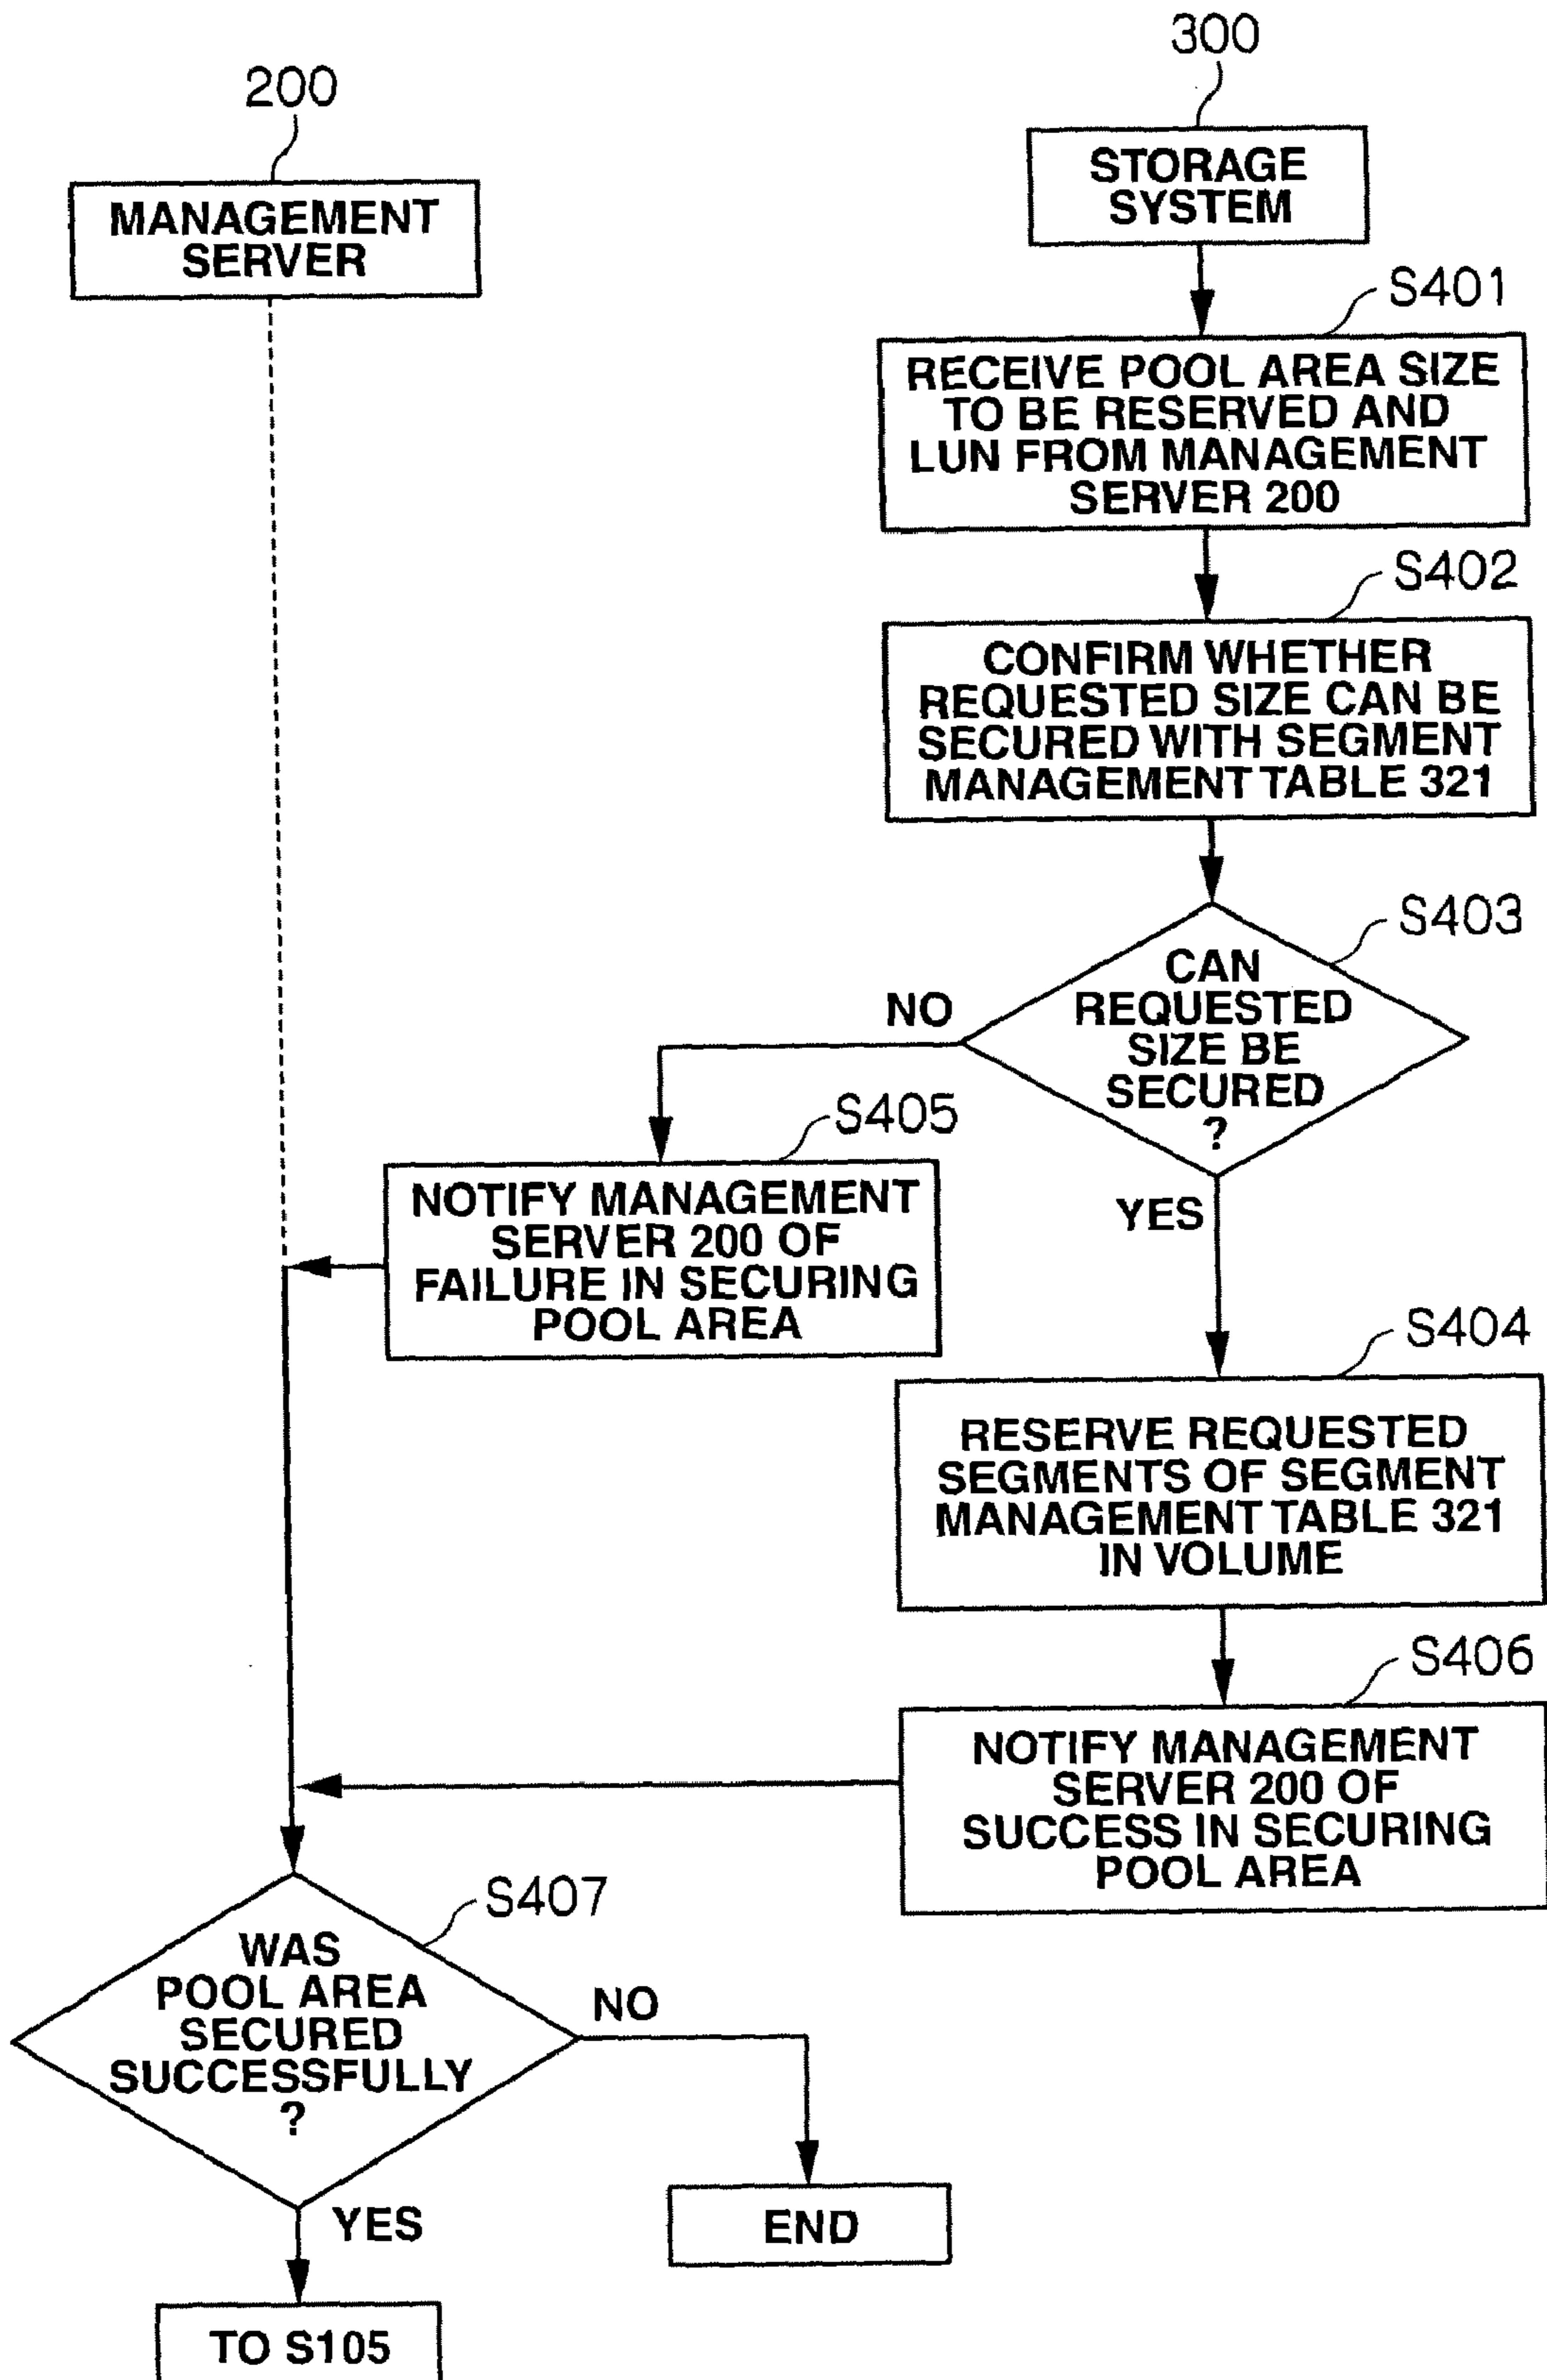 300
200
STORAGE
SYSTEM
MANAGEMENT
SERVER
S401
RECEIVE POOL AREA SIZE
TO BE RESERVED AND
LUN FROM MANAGEMENT
SERVER 200
S402
CONFIRM WHETHER
REQUESTED SIZE CAN BE
SECURED WITH SEGMENT
MANAGEMENT TABLE 321
S403
CAN
REQUESTED
SIZE BE
SECURED
?
NO
YES
S405
NOTIFY MANAGEMENT
SERVER 200 OF
FAILURE IN SECURING
POOL AREA
S404
RESERVE REQUESTED
SEGMENTS OF SEGMENT
MANAGEMENT TABLE 321
IN VOLUME
S406
NOTIFY MANAGEMENT
SERVER 200 OF
SUCCESS IN SECURING
POOL AREA
S407
WAS
POOL AREA
SECURED
SUCCESSFULLY
?
NO
YES
END
TO S105